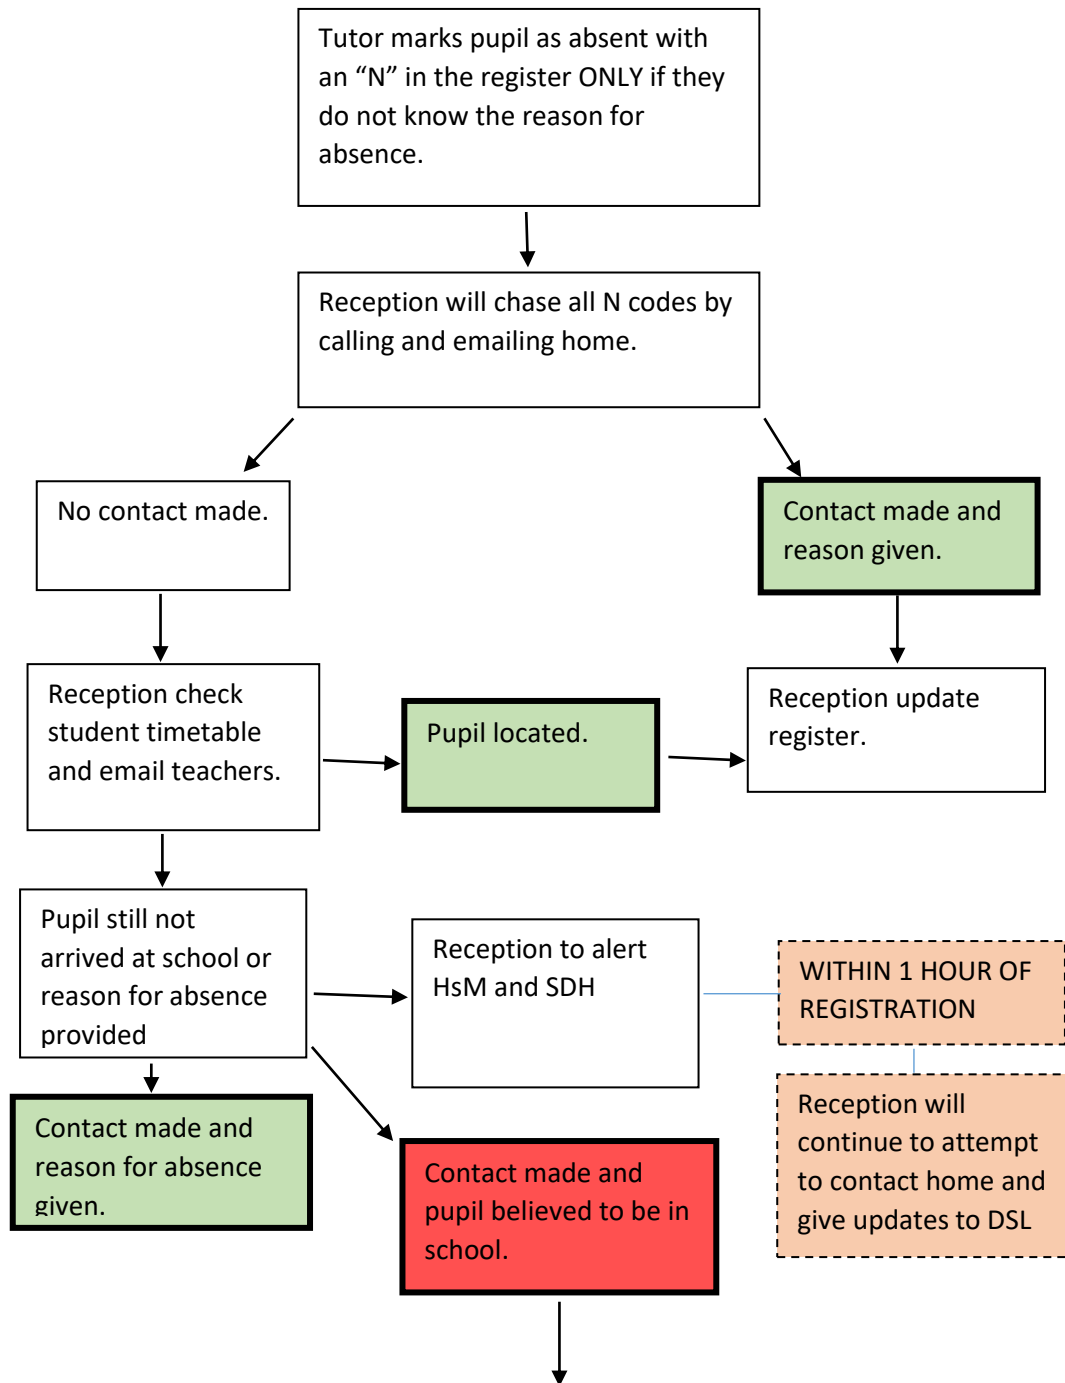 Tutor marks pupil as absent with
an “N” in the register ONLY if they
do not know the reason for
absence.
Reception will chase all N codes by
calling and emailing home.
No contact made.
Contact made and
reason given.
Reception check
student timetable
and email teachers.
Pupil located.
Reception update
register.
Pupil still not
arrived at school or
reason for absence
provided
Reception to alert
HsM and SDH
WITHIN 1 HOUR OF
REGISTRATION
Contact made and
reason for absence
given.
Contact made and
pupil believed to be in
school.
Reception will
continue to attempt
to contact home and
give updates to DSL